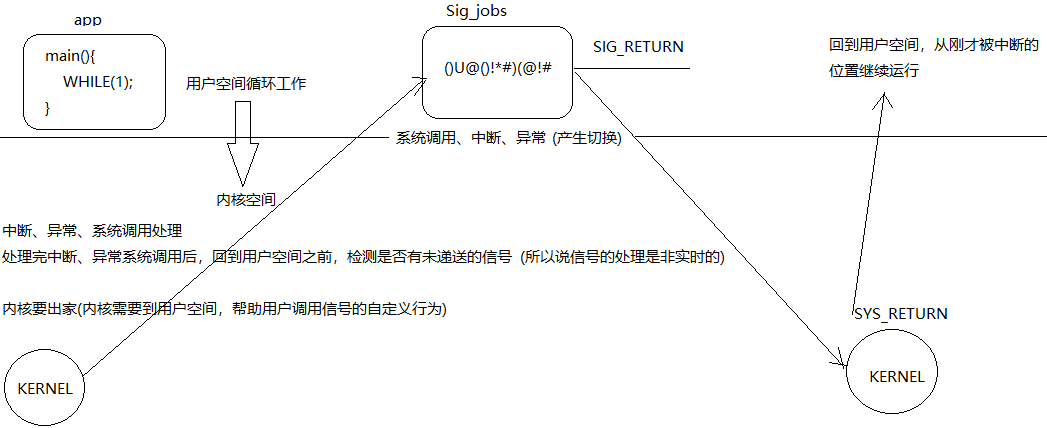 app
main(){
WHILE(1);
}
用户空间循环工作
Sig_jobs
()U@()!*#)(@!#
SIG_RETURN
回到用户空间，从刚才被中断的
位置继续运行
系统调用、中断、异常 (产生切换)
内核空间
中断、异常、系统调用处理
处理完中断、异常系统调用后，回到用户空间之前，检测是否有未递送的信号 (所以说信号的处理是非实时的)
内核要出家(内核需要到用户空间，帮助用户调用信号的自定义行为)
KERNEL
SYS_RETURN
KERNEL